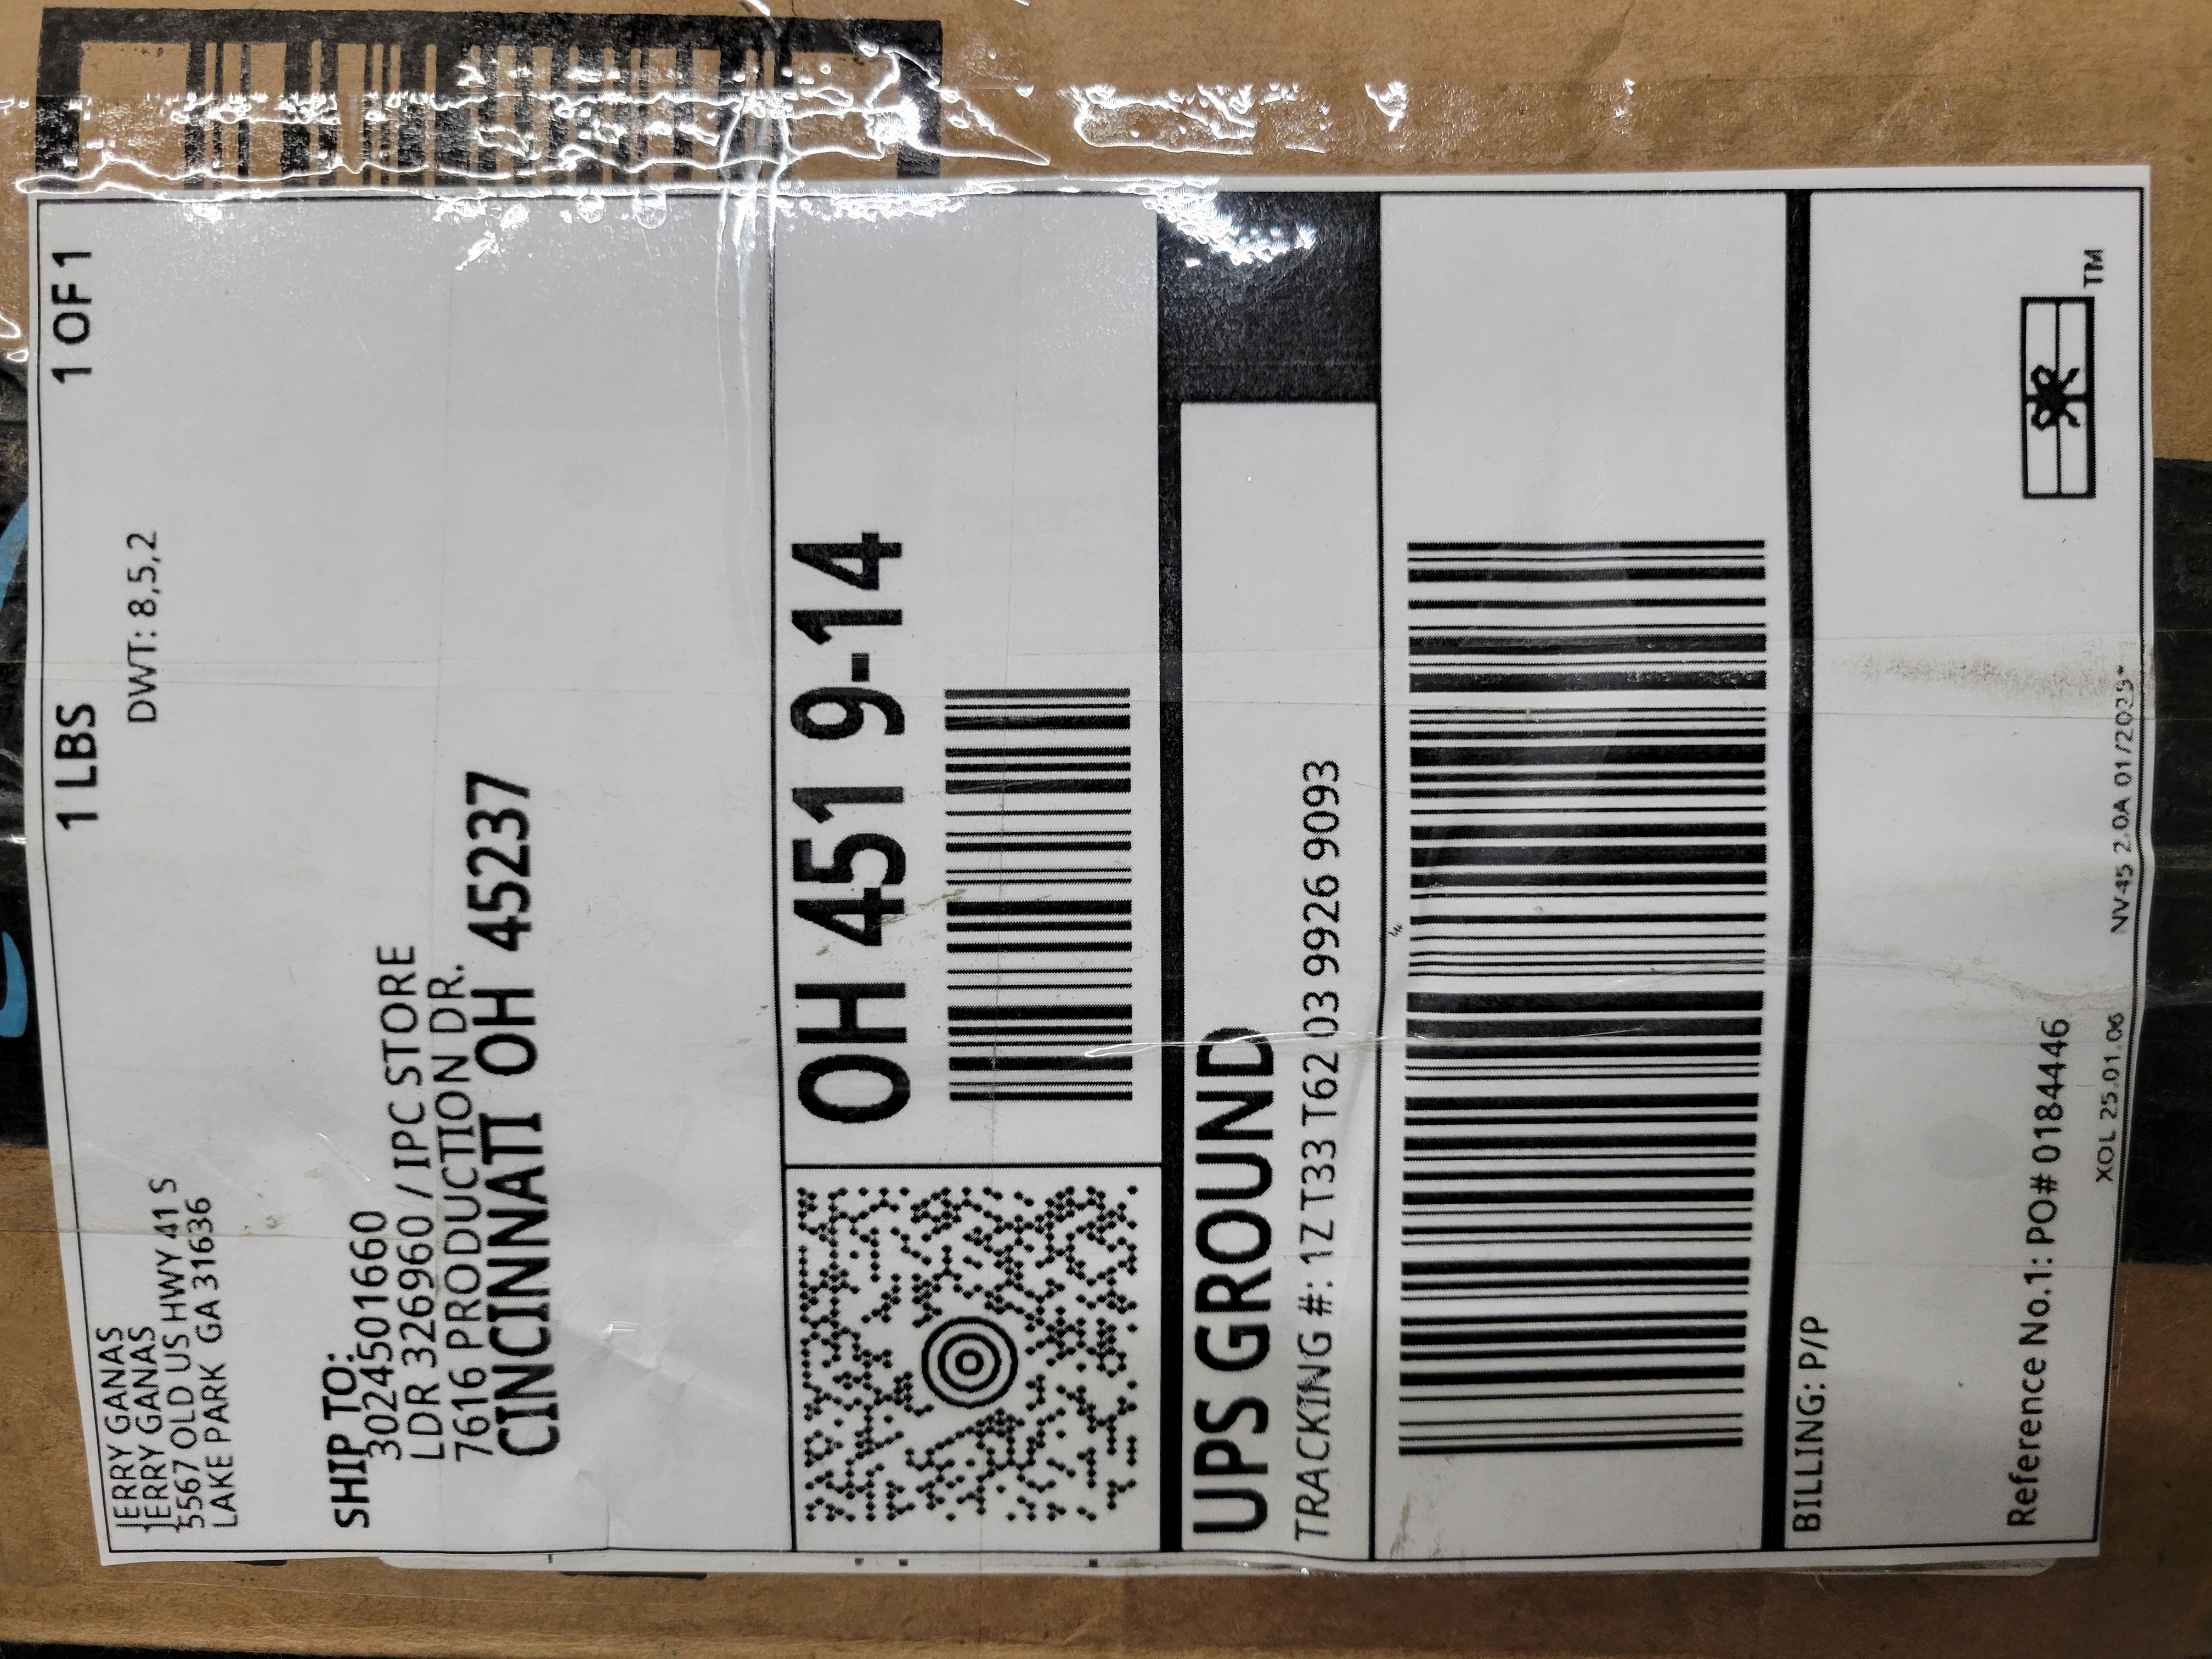 JERRY GANAS
JERRY GANAS
5567 OLD US HWY 41 S
LAKE PARK GA 31636
1 LBS
1 OF 1
DWT: 8,5,2
SHIP TO:
3024501660
LDR 326960 / IPC STORE
7616 PRODUCTION DR.
CINCINNATI OH 45237
OH 451 9-14
UPS GROUND
TRACKING #: 1Z T33 T62 03 9926 9093
BILLING: P/P
Reference No.1: PO# 0184446
TM
XOL 25.01.06
NV45 2.0A 01/2025*